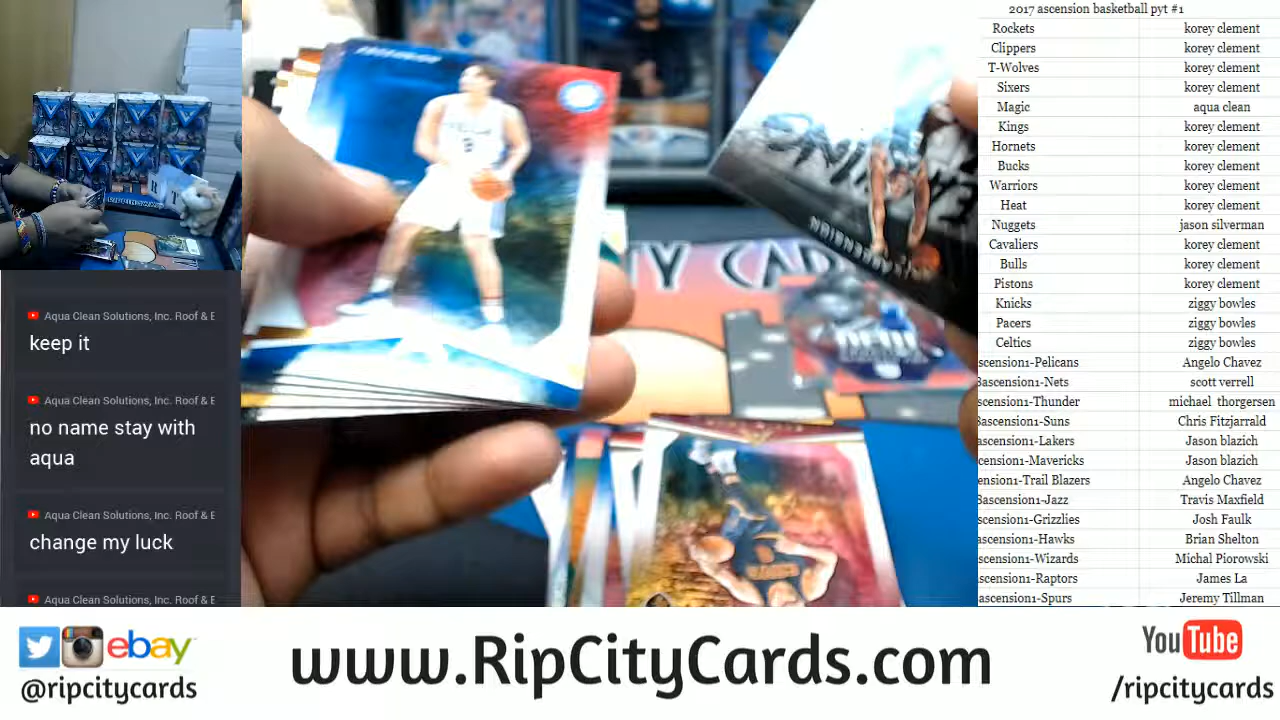 2017 ascension basketball pyt #1
Rockets korey clement
Clippers korey clement
T-Wolves korey clement
Sixers korey clement
Magic aqua clean
Kings korey clement
Hornets korey clement
Bucks korey clement
Warriors korey clement
Heat korey clement
Nuggets jason silverman
Cavaliers korey clement
Bulls korey clement
Pistons korey clement
Knicks ziggy bowles
Pacers ziggy bowles
Celtics ziggy bowles
ascension1-Pelicans Angelo Chavez
3ascension1-Nets scott verrell
ascension1-Thunder michael thorgersen
3ascension1-Suns Chris Fitzjarrald
ascension1-Lakers Jason blazich
cension1-Mavericks Jason blazich
ension1-Trail Blazers Angelo Chavez
3ascension1-Jazz Travis Maxfield
scension1-Grizzlies Josh Faulk
ascension1-Hawks Brian Shelton
scension1-Wizards Michal Piorowski
scension1-Raptors James La
ascension1-Spurs Jeremy Tillman
Aqua Clean Solutions, Inc. Roof & E
keep it
Aqua Clean Solutions, Inc. Roof & E
no name stay with
aqua
Aqua Clean Solutions, Inc. Roof & E
change my luck
Aqua Clean Solutions, Inc. Roof & E
TY CAR
ebay
@ripcitycards
www.RipCityCards.com
YouTube
/ripcitycards